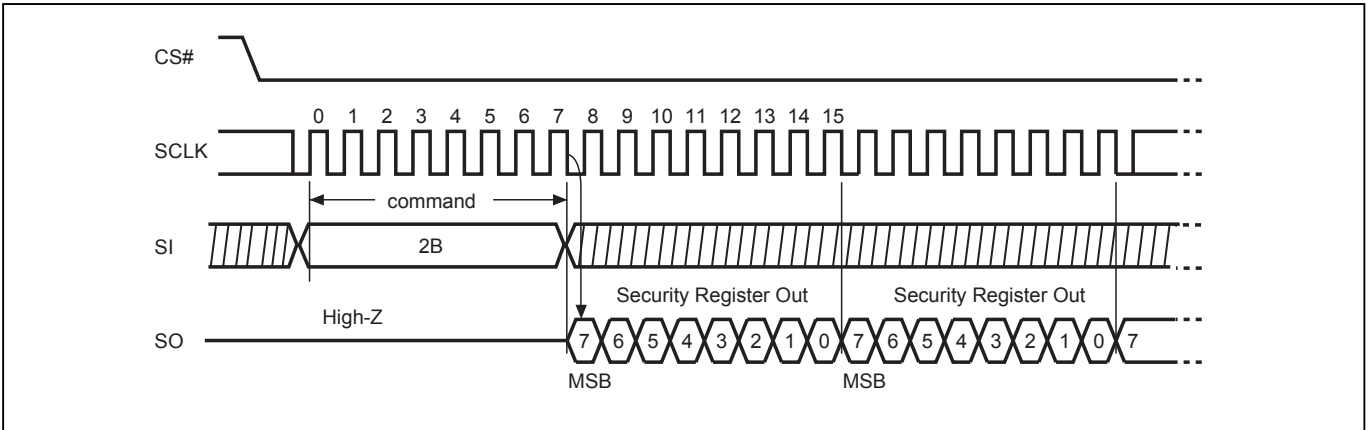 CS#
0 1 2 3 4 5 6 7 8 9 10 11 12 13 14 15
SCLK
command
SI
2B
Security Register Out Security Register Out
High-Z
SO
7 6 5 4 3 2 1 0 7 6 5 4 3 2 1 0 7
MSB MSB